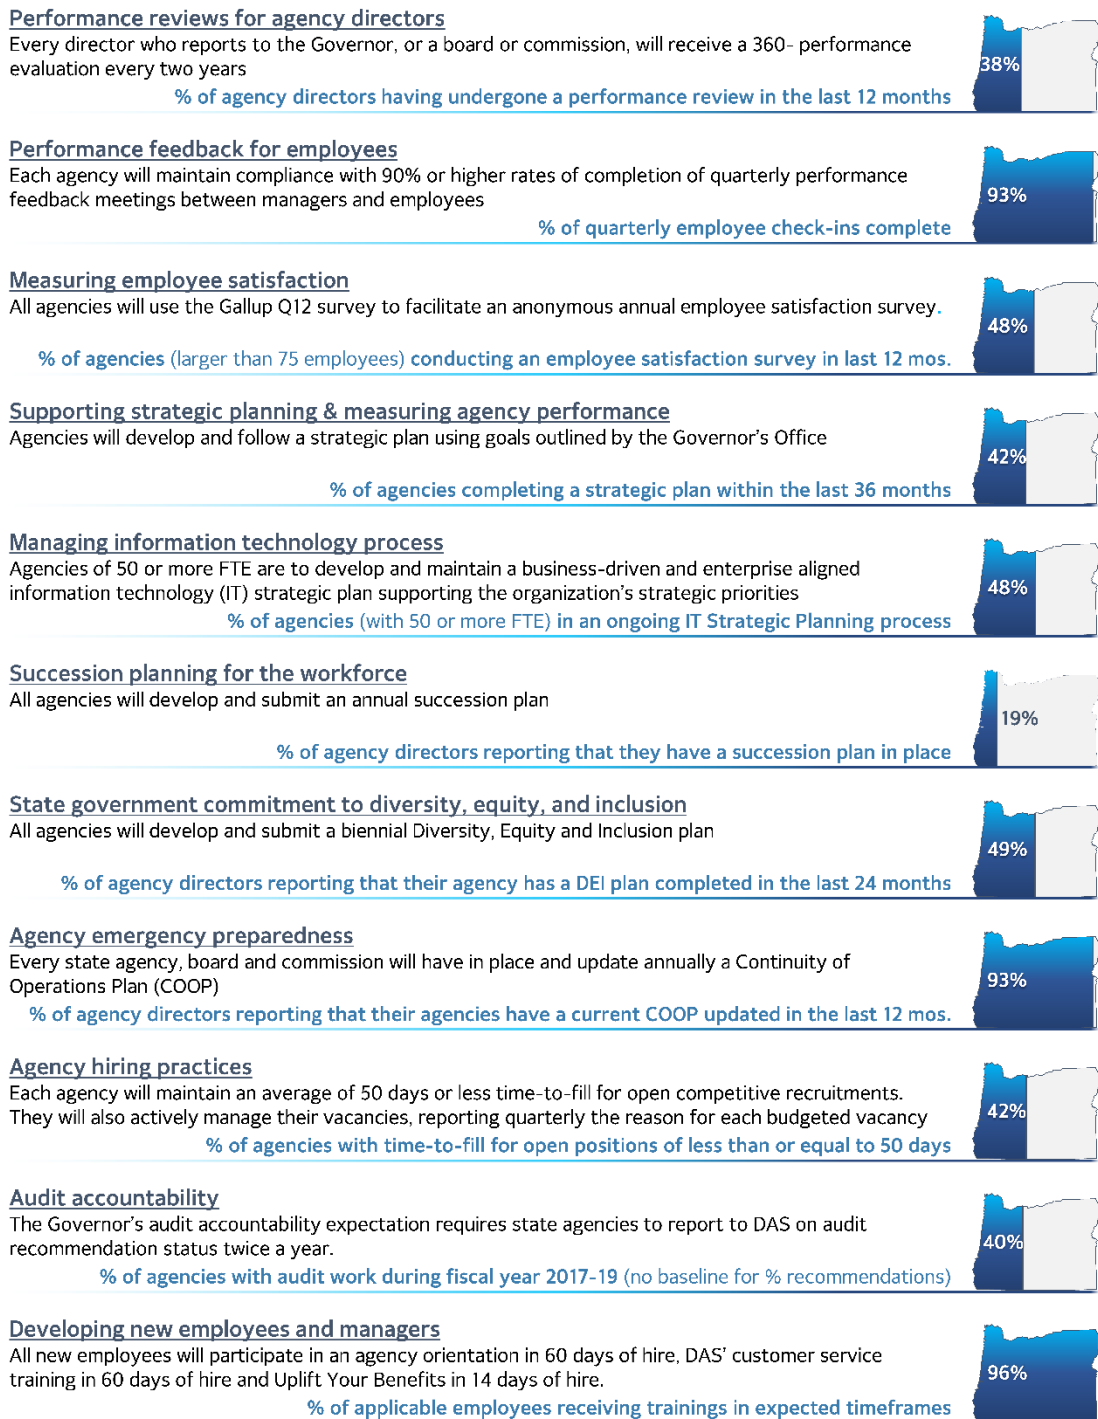 Performance reviews for agency directors
Every director who reports to the Governor, or a board or commission, will receive a 360- performance
evaluation every two years
38%
% of agency directors having undergone a performance review in the last 12 months
Performance feedback for employees
Each agency will maintain compliance with 90% or higher rates of completion of quarterly performance
feedback meetings between managers and employees
93%
% of quarterly employee check-ins complete
Measuring employee satisfaction
All agencies will use the Gallup Q12 survey to facilitate an anonymous annual employee satisfaction survey.
48%
% of agencies (larger than 75 employees) conducting an employee satisfaction survey in last 12 mos.
Supporting strategic planning & measuring agency performance
Agencies will develop and follow a strategic plan using goals outlined by the Governor's Office
42%
% of agencies completing a strategic plan within the last 36 months
Managing information technology process
Agencies of 50 or more FTE are to develop and maintain a business-driven and enterprise aligned
information technology (IT) strategic plan supporting the organization's strategic priorities
48%
% of agencies (with 50 or more FTE) in an ongoing IT Strategic Planning process
Succession planning for the workforce
All agencies will develop and submit an annual succession plan
19%
% of agency directors reporting that they have a succession plan in place
State government commitment to diversity, equity, and inclusion
All agencies will develop and submit a biennial Diversity, Equity and Inclusion plan
49%
% of agency directors reporting that their agency has a DEI plan completed in the last 24 months
Agency emergency preparedness
Every state agency, board and commission will have in place and update annually a Continuity of
Operations Plan (COOP)
93%
% of agency directors reporting that their agencies have a current COOP updated in the last 12 mos.
Agency hiring practices
Each agency will maintain an average of 50 days or less time-to-fill for open competitive recruitments.
They will also actively manage their vacancies, reporting quarterly the reason for each budgeted vacancy
42%
% of agencies with time-to-fill for open positions of less than or equal to 50 days
Audit accountability
The Governor's audit accountability expectation requires state agencies to report to DAS on audit
recommendation status twice a year.
40%
% of agencies with audit work during fiscal year 2017-19 (no baseline for % recommendations)
Developing new employees and managers
All new employees will participate in an agency orientation in 60 days of hire, DAS' customer service
training in 60 days of hire and Uplift Your Benefits in 14 days of hire.
96%
% of applicable employees receiving trainings in expected timeframes